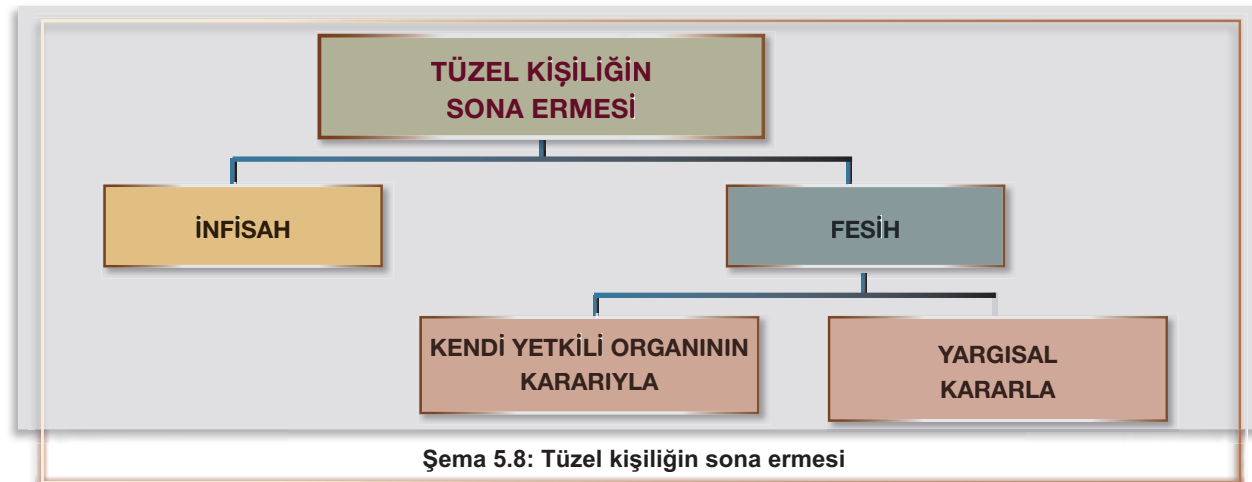 TÜZEL KİŞİLİĞİN
SONA ERMESİ
İNFİSAH
FESİH
KENDİ YETKİLİ ORGANININ
KARARIYLA
YARGISAL
KARARLA
Şema 5.8: Tüzel kişiliğin sona ermesi